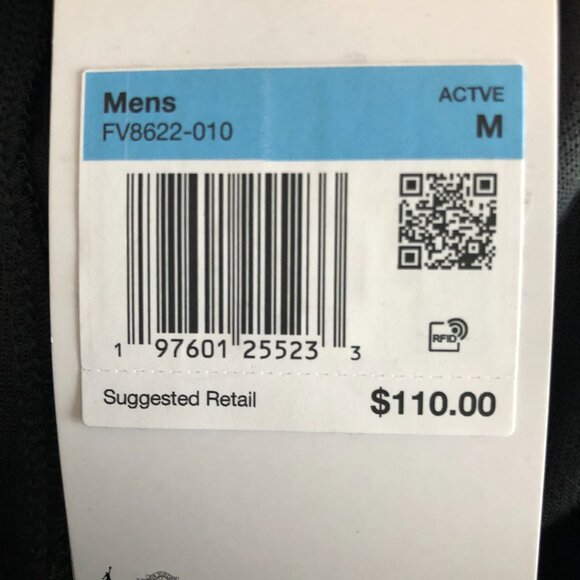 Mens ACTVE
FV8622-010 M
1 97601 25523 3
RFID
Suggested Retail $110.00